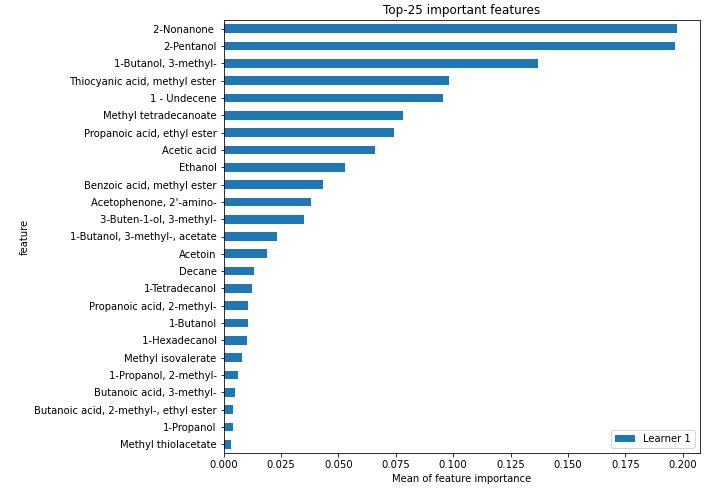 Top-25 important features
2-Nonanone
2-Pentanol
1-Butanol, 3-methyl-
Thiocyanic acid, methyl ester
1 - Undecene
Methyl tetradecanoate
Propanoic acid, ethyl ester
Acetic acid
Ethanol
Benzoic acid, methyl ester
Acetophenone, 2'-amino-
3-Buten-1-ol, 3-methyl-
1-Butanol, 3-methyl-, acetate
Acetoin
Decane
1-Tetradecanol
Propanoic acid, 2-methyl-
1-Butanol
1-Hexadecanol
Methyl isovalerate
1-Propanol, 2-methyl-
Butanoic acid, 3-methyl-
Butanoic acid, 2-methyl-, ethyl ester
1-Propanol
Methyl thiolacetate
feature
Learner 1
0.000 0.025 0.050 0.075 0.100 0.125 0.150 0.175 0.200
Mean of feature importance